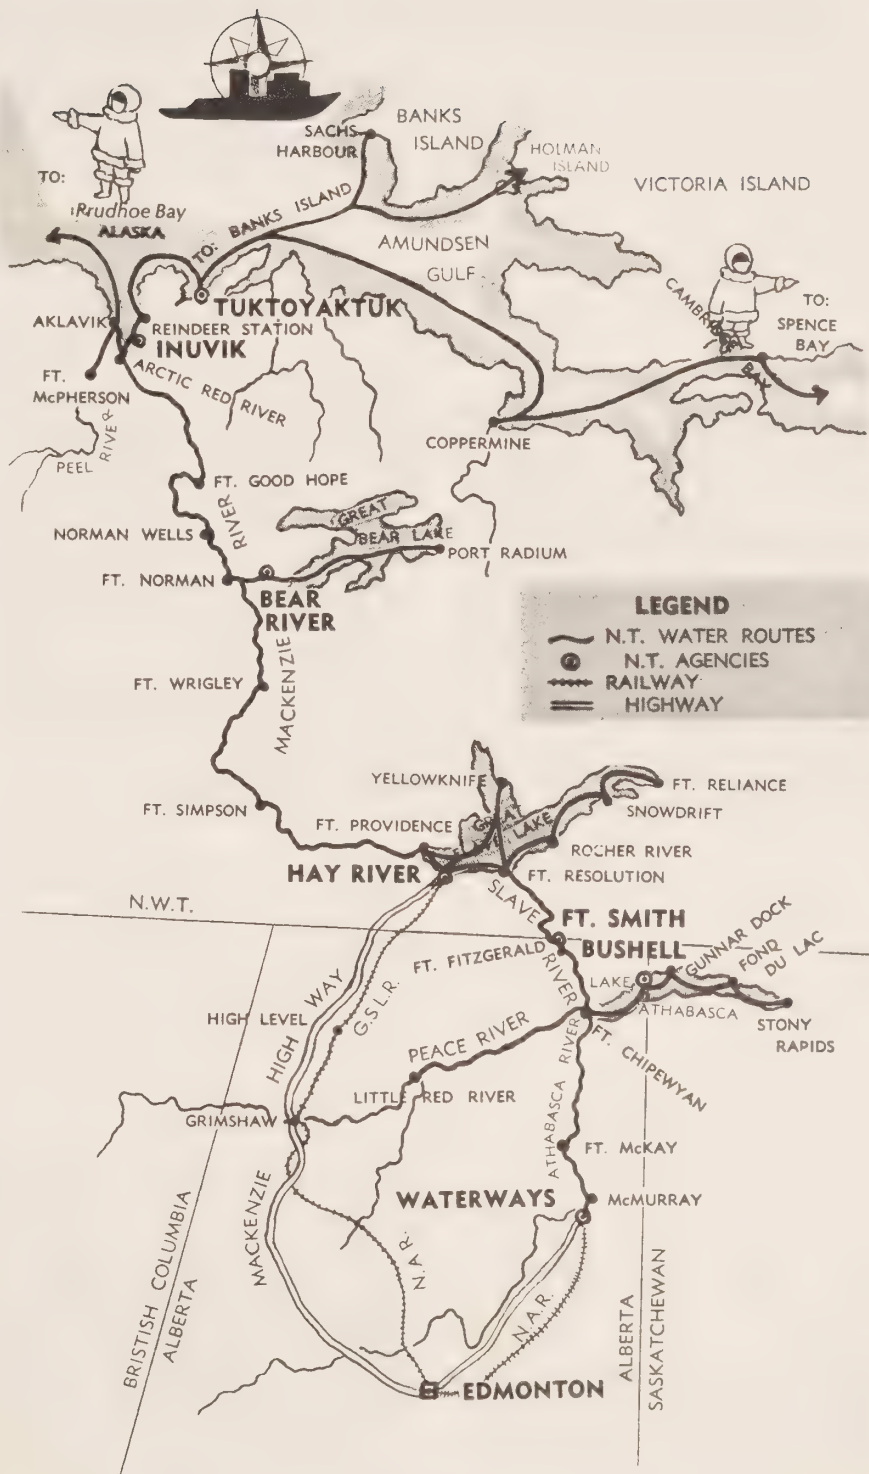 SACHS
HARBOUR
BANKS
ISLAND
HOLMAN
ISLAND
VICTORIA ISLAND
TO:
Prudhoe Bay
ALASKA
TO: BANKS ISLAND
AMUNDSEN
GULF
CAMBRIDGE
BAY
TO:
SPENCE
BAY
TUKTOYAKTUK
AKLAVIK
REINDEER STATION
INUVIK
FT.
McPHERSON
ARCTIC RED RIVER
PEEL
RIVER
COPPERMINE
FT. GOOD HOPE
NORMAN WELLS
RIVER
GREAT
BEAR LAKE
PORT RADIUM
FT. NORMAN
BEAR
RIVER
LEGEND
N.T. WATER ROUTES
N.T. AGENCIES
RAILWAY
HIGHWAY
FT. WRIGLEY
MACKENZIE
YELLOWKNIFE
FT. RELIANCE
SNOWDRIFT
FT. SIMPSON
FT. PROVIDENCE
GREAT
LAKE
ROCHER RIVER
HAY RIVER
FT. RESOLUTION
N.W.T.
SLAVE
RIVER
FT. SMITH
BUSHELL
GUNNAR DOCK
FOND
DU LAC
FT. FITZGERALD
LAKE
ATHABASCA
STONY
RAPIDS
HIGH WAY
G.S.L.R.
HIGH LEVEL
PEACE RIVER
FT. CHIPEWYAN
LITTLE RED RIVER
ATHABASCA RIVER
GRIMSHAW
FT. McKAY
WATERWAYS
McMURRAY
MACKENZIE
N.A.R.
BRISTISH COLUMBIA
ALBERTA
N.A.R.
ALBERTA
SASKATCHEWAN
EDMONTON